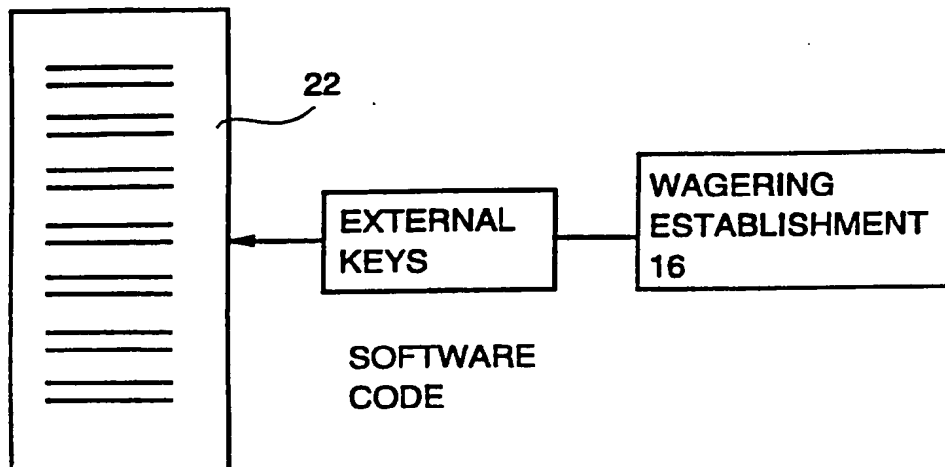 22
EXTERNAL
KEYS
WAGERING
ESTABLISHMENT
16
SOFTWARE
CODE